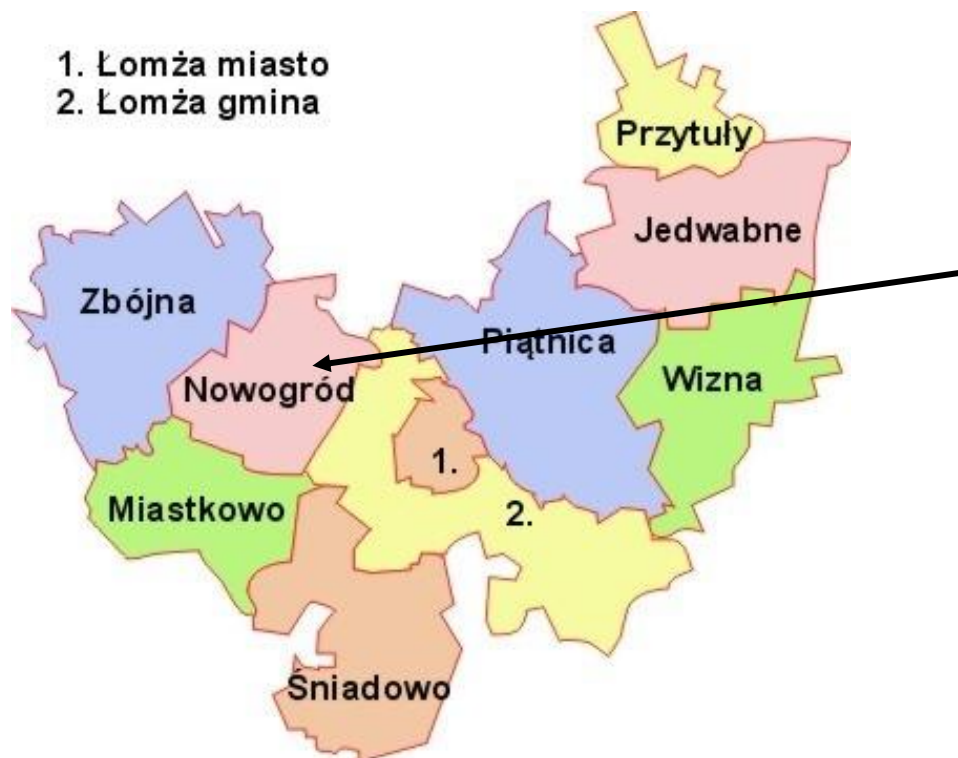 1. Łomża miasto
2. Łomża gmina
Przytuły
Jedwabne
Zbójna
Piątnica
Wizna
Nowogród
1.
Miastkowo
2.
Śniadowo